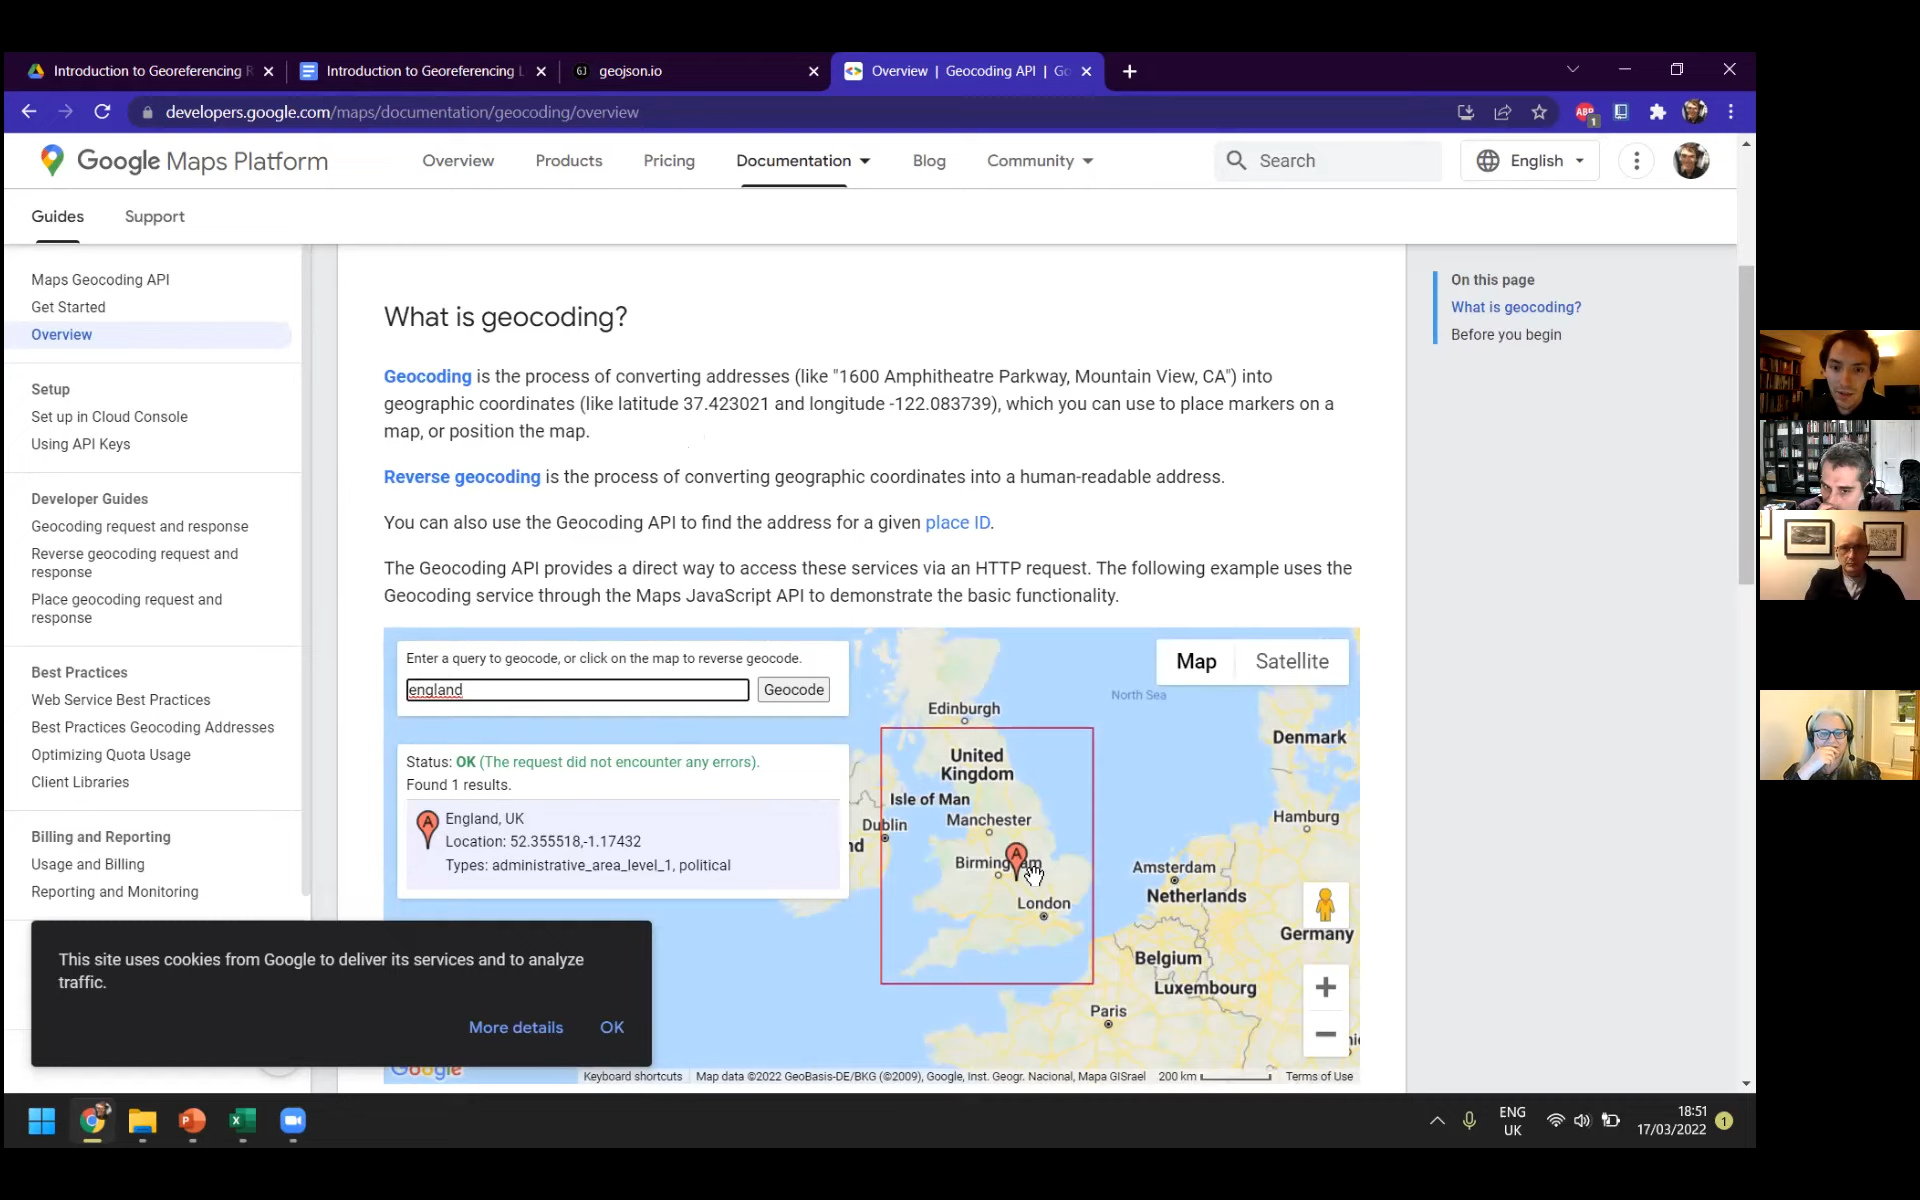 Introduction to Georeferencing
Introduction to Georeferencing
geojson.io
Overview | Geocoding API | Go
developers.google.com/maps/documentation/geocoding/overview
ABP
1
Google Maps Platform
Overview
Products
Pricing
Documentation
Blog
Community
Search
English
Guides
Support
Maps Geocoding API
Get Started
Overview
Setup
Set up in Cloud Console
Using API Keys
Developer Guides
Geocoding request and response
Reverse geocoding request and
response
Place geocoding request and
response
Best Practices
Web Service Best Practices
Best Practices Geocoding Addresses
Optimizing Quota Usage
Client Libraries
Billing and Reporting
Usage and Billing
Reporting and Monitoring
What is geocoding?
Geocoding is the process of converting addresses (like "1600 Amphitheatre Parkway, Mountain View, CA") into
geographic coordinates (like latitude 37.423021 and longitude -122.083739), which you can use to place markers on a
map, or position the map.
Reverse geocoding is the process of converting geographic coordinates into a human-readable address.
You can also use the Geocoding API to find the address for a given place ID.
The Geocoding API provides a direct way to access these services via an HTTP request. The following example uses the
Geocoding service through the Maps JavaScript API to demonstrate the basic functionality.
Enter a query to geocode, or click on the map to reverse geocode.
england
Geocode
Status: OK (The request did not encounter any errors).
Found 1 results.
A
England, UK
Location: 52.355518,-1.17432
Types: administrative_area_level_1, political
Map
Satellite
North Sea
Edinburgh
Denmark
United
Kingdom
Isle of Man
Manchester
Hamburg
Dublin
nd
A
Birmingham
Amsterdam
Netherlands
London
Germany
Belgium
Luxembourg
Paris
Google
Keyboard shortcuts
Map data ©2022 GeoBasis-DE/BKG (©2009), Google, Inst. Geogr. Nacional, Mapa GISrael
200 km
Terms of Use
On this page
What is geocoding?
Before you begin
This site uses cookies from Google to deliver its services and to analyze
traffic.
More details
OK
ENG
UK
18:51
17/03/2022
1